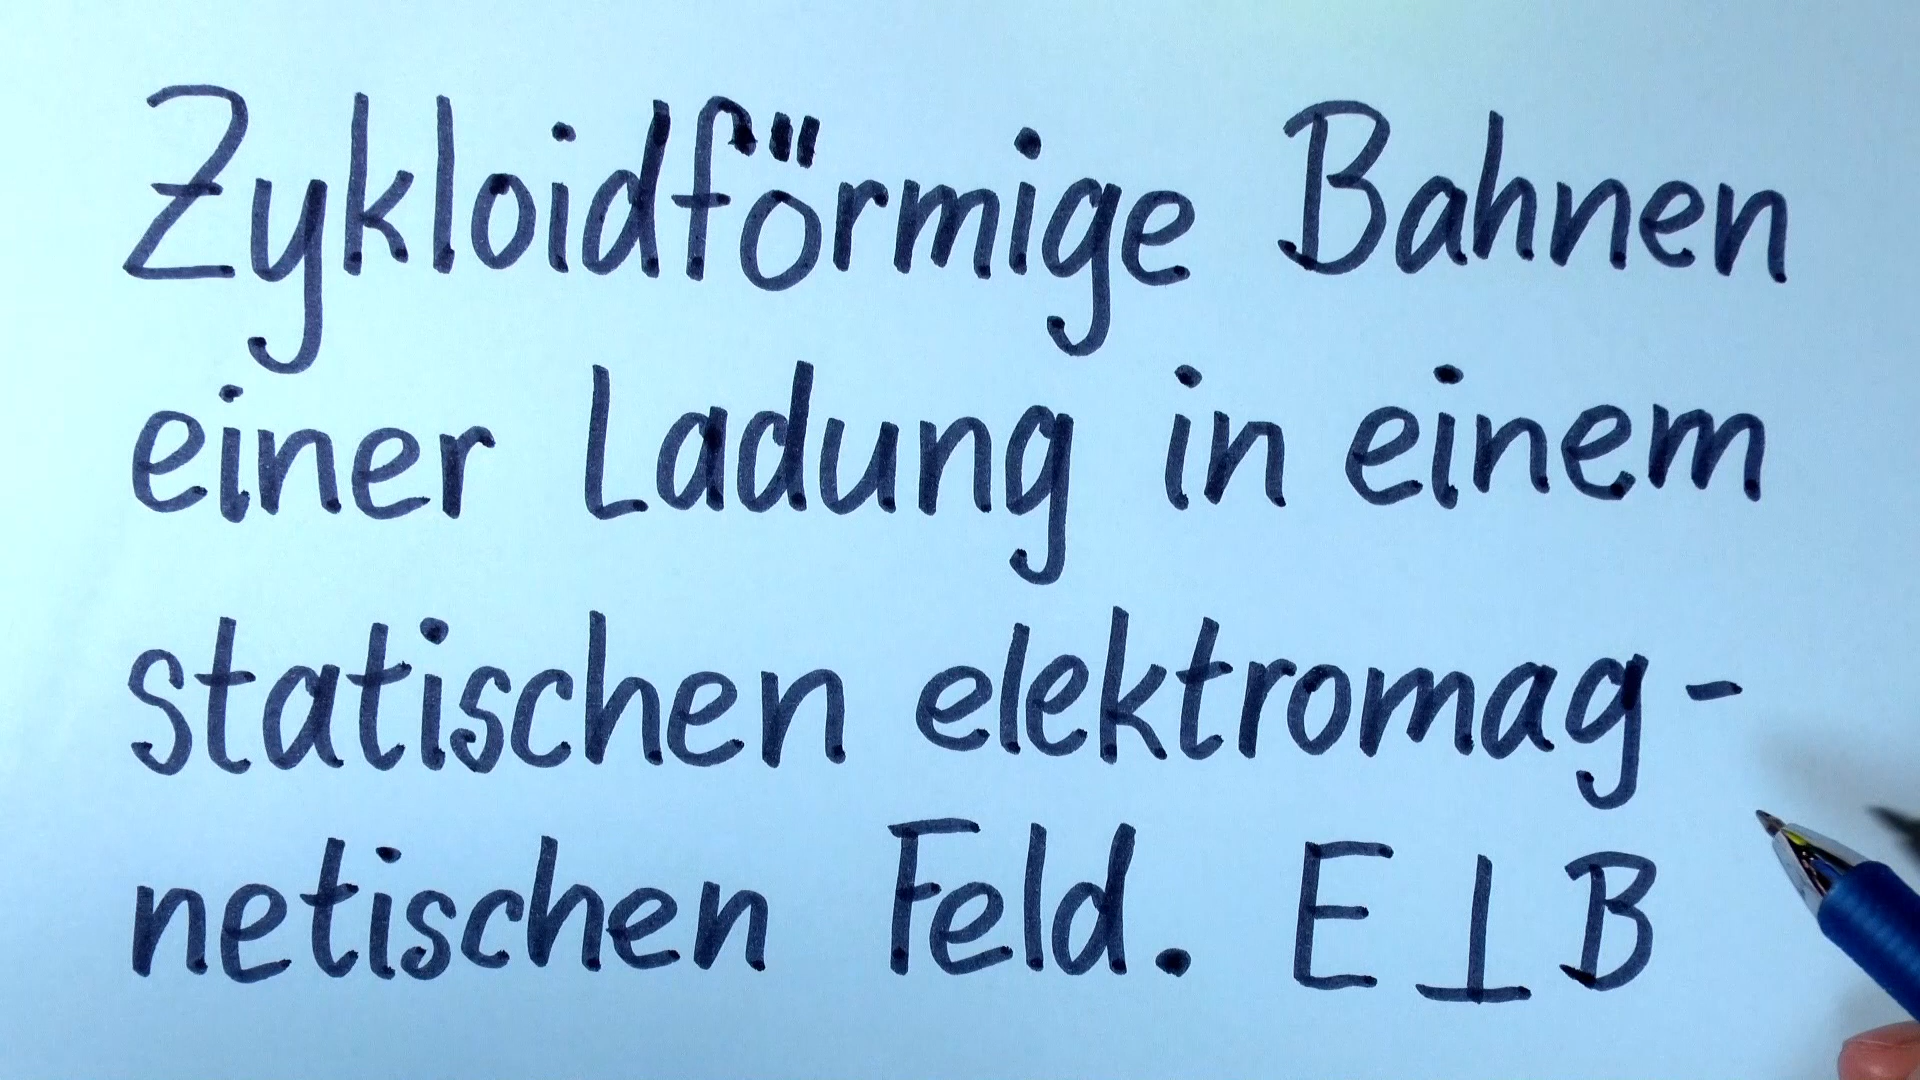 Zykloidförmige Bahnen
einer Ladung in einem
statischen elektromag-
netischen Feld. E ⊥ B